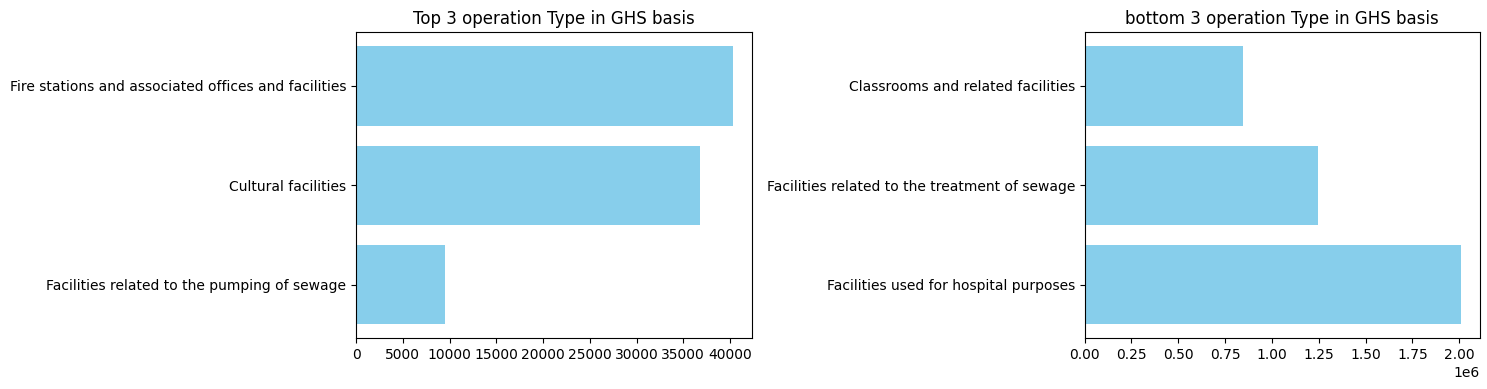 Top 3 operation Type in GHS basis
Fire stations and associated offices and facilities
Cultural facilities
Facilities related to the pumping of sewage
0 5000 10000 15000 20000 25000 30000 35000 40000
bottom 3 operation Type in GHS basis
Classrooms and related facilities
Facilities related to the treatment of sewage
Facilities used for hospital purposes
0.00 0.25 0.50 0.75 1.00 1.25 1.50 1.75 2.00
1e6